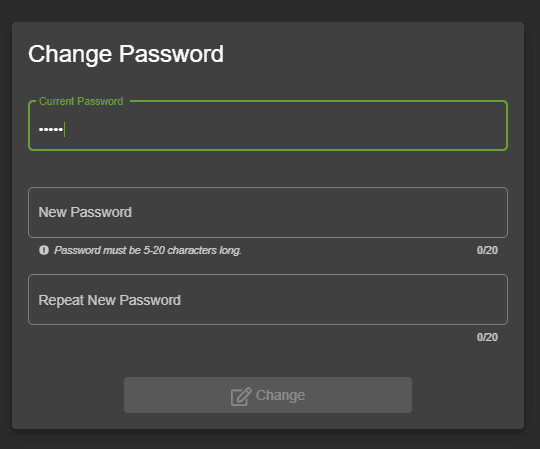 Change Password
Current Password
•••••
New Password
Password must be 5-20 characters long.
0/20
Repeat New Password
0/20
Change